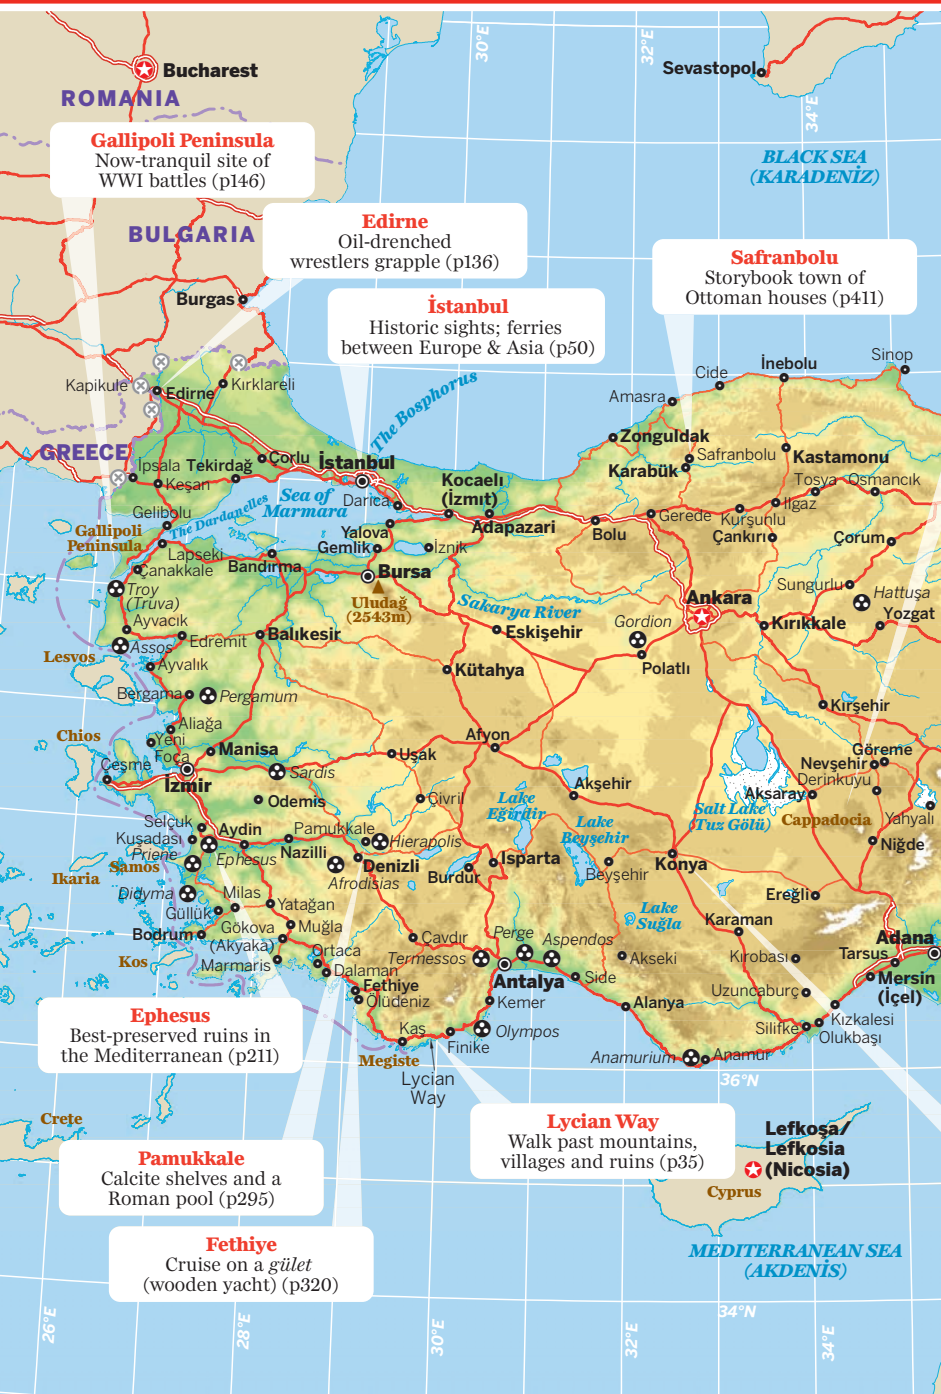 30°E
32°E
Sevastopol
Bucharest
ROMANIA
34°E
Gallipoli Peninsula
Now-tranquil site of
WWI battles (p146)
BLACK SEA
(KARADENİZ)
Edirne
Oil-drenched
wrestlers grapple (p136)
BULGARIA
Safranbolu
Storybook town of
Ottoman houses (p411)
Burgas
İstanbul
Historic sights; ferries
between Europe & Asia (p50)
Sinop
İnebolu
Cide
Kapikule
Edirne
Kırklareli
The Bosphorus
Amasra
Zonguldak
GREECE
Safranbolu
Kastamonu
Karabük
İpsala
Tekirdağ
Çorlu
İstanbul
Keşan
Kocaelı
(İzmıt)
Tosya
Osmancık
Sea of
Marmara
Darıca
Gelibolu
The Dardanelles
Ilgaz
Gerede
Kurşunlu
Adapazarı
Bolu
Çankırı
Çorum
Gallipoli
Peninsula
Yalova
Gemlik
İznik
Lapseki
Bandırma
Çanakkale
Bursa
Troy
(Truva)
Uludağ
(2543m)
Sungurlu
Hattuşa
Ankara
Sakarya River
Yozgat
Ayvacık
Gordion
Kırıkkale
Eskişehir
Balıkesir
Edremit
Assos
Lesvos
Ayvalık
Polatlı
Kütahya
Bergama
Pergamum
Kırşehir
Aliağa
Chios
Yeni
Foça
Afyon
Manisa
Uşak
Göreme
Nevşehir
Çeşme
Sardis
Derinkuyu
İzmir
Akşehir
Aksaray
Odemis
Civril
Lake
Eğırdır
Salt Lake
(Tuz Gölü)
Cappadocia
Yahyalı
Selçuk
Lake
Beyşehir
Kuşadası
Aydin
Pamukkale
Hierapolis
Niğde
Priene
Ephesus
Nazilli
Samos
Denizli
Isparta
Konya
Ikaria
Afrodisias
Burdur
Beyşehir
Didyma
Milas
Yatağan
Ereğli
Güllük
Lake
Suğla
Karaman
Bodrum
Gökova
(Akyaka)
Muğla
Çavdır
Perge
Aspendos
Adana
Kos
Ortaca
Termessos
Akseki
Kırobası
Tarsus
Marmaris
Dalaman
Antalya
Side
Mersin
(İçel)
Fethiye
Uzuncaburç
Ölüdeniz
Kemer
Alanya
Ephesus
Best-preserved ruins in
the Mediterranean (p211)
Kızkalesi
Kaş
Olympos
Silifke
Olukbaşı
Finike
Megiste
Anamurium
Anamur
Lycian
Way
36°N
Crete
Lycian Way
Walk past mountains,
villages and ruins (p35)
Lefkoşa/
Lefkosia
(Nicosia)
Pamukkale
Calcite shelves and a
Roman pool (p295)
Cyprus
Fethiye
Cruise on a gület
(wooden yacht) (p320)
MEDITERRANEAN SEA
(AKDENİS)
34°N
26°E
28°E
30°E
32°E
34°E